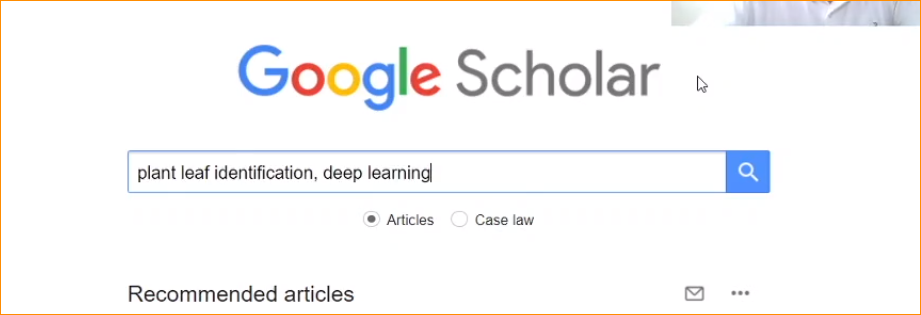 Google Scholar
plant leaf identification, deep learning
Articles Case law
Recommended articles